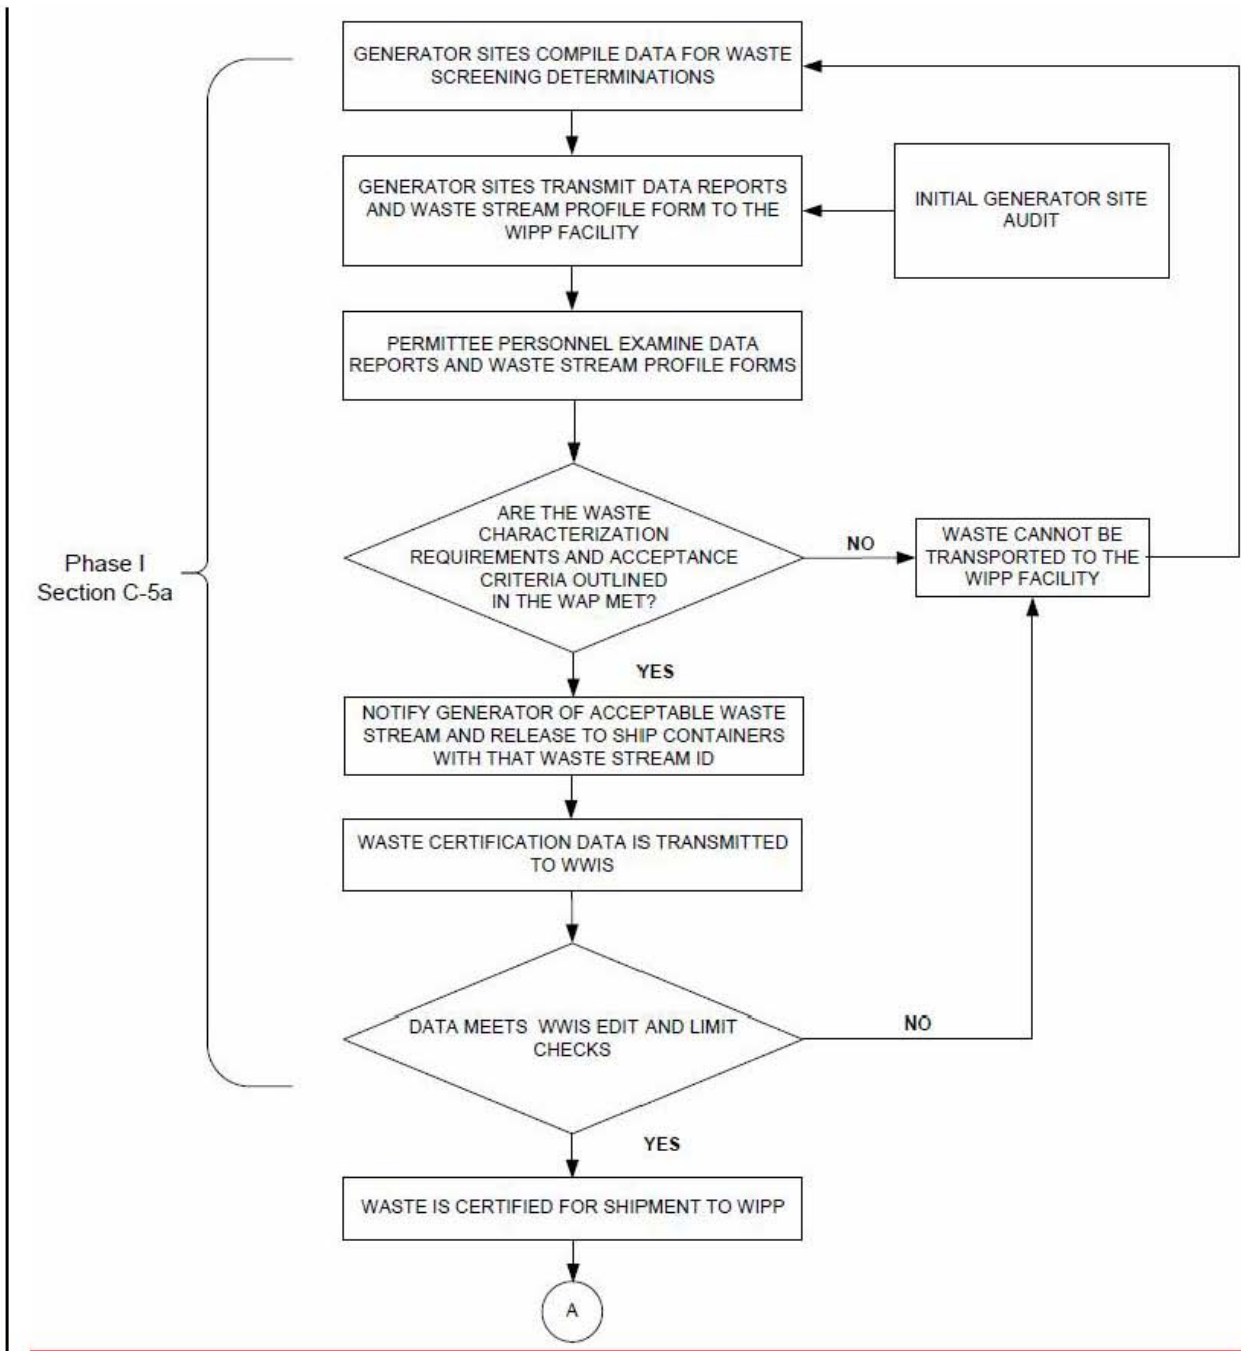 GENERATOR SITES COMPILE DATA FOR WASTE
SCREENING DETERMINATIONS
GENERATOR SITES TRANSMIT DATA REPORTS
AND WASTE STREAM PROFILE FORM TO THE
WIPP FACILITY
INITIAL GENERATOR SITE
AUDIT
PERMITTEE PERSONNEL EXAMINE DATA
REPORTS AND WASTE STREAM PROFILE FORMS
ARE THE WASTE
CHARACTERIZATION
REQUIREMENTS AND ACCEPTANCE
CRITERIA OUTLINED
IN THE WAP MET?
NO
WASTE CANNOT BE
TRANSPORTED TO THE
WIPP FACILITY
Phase I
Section C-5a
YES
NOTIFY GENERATOR OF ACCEPTABLE WASTE
STREAM AND RELEASE TO SHIP CONTAINERS
WITH THAT WASTE STREAM ID
WASTE CERTIFICATION DATA IS TRANSMITTED
TO WWIS
DATA MEETS WWIS EDIT AND LIMIT
CHECKS
NO
YES
WASTE IS CERTIFIED FOR SHIPMENT TO WIPP
A